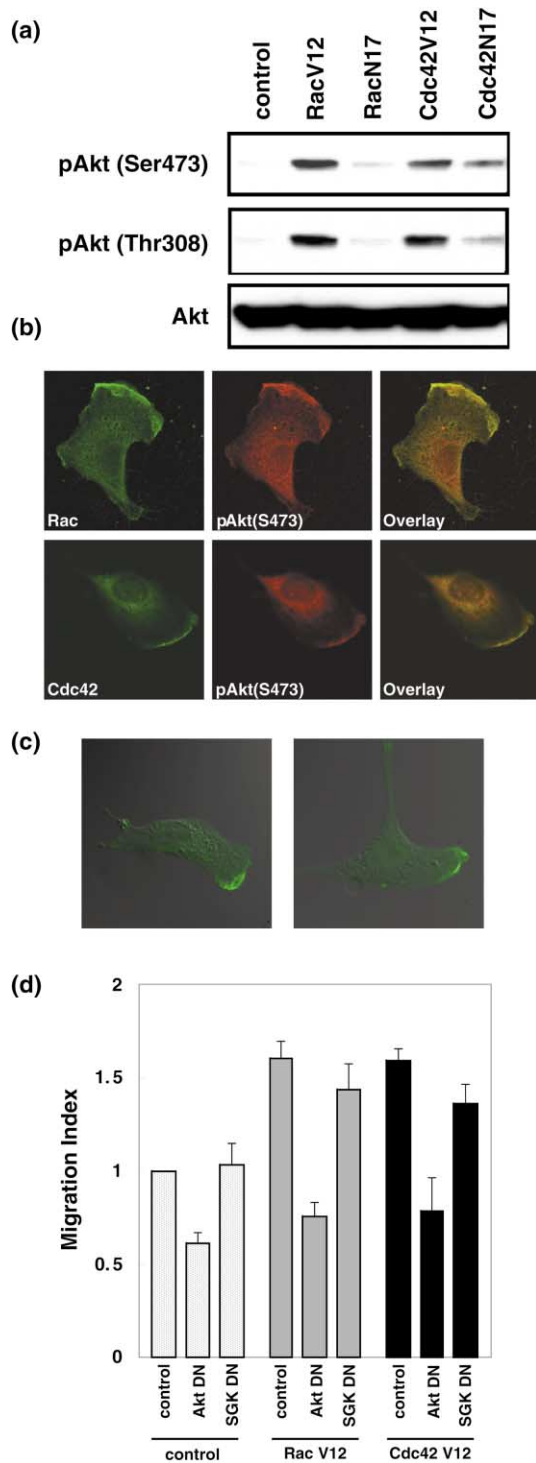 (a)
control
RacV12
RacN17
Cdc42V12
Cdc42N17
pAkt (Ser473)
pAkt (Thr308)
Akt
(b)
Rac
pAkt(S473)
Overlay
Cdc42
pAkt(S473)
Overlay
(c)
(d)
Migration Index
2
1.5
1
0.5
0
control
Akt DN
SGK DN
control
Akt DN
SGK DN
control
Akt DN
SGK DN
control
Rac V12
Cdc42 V12